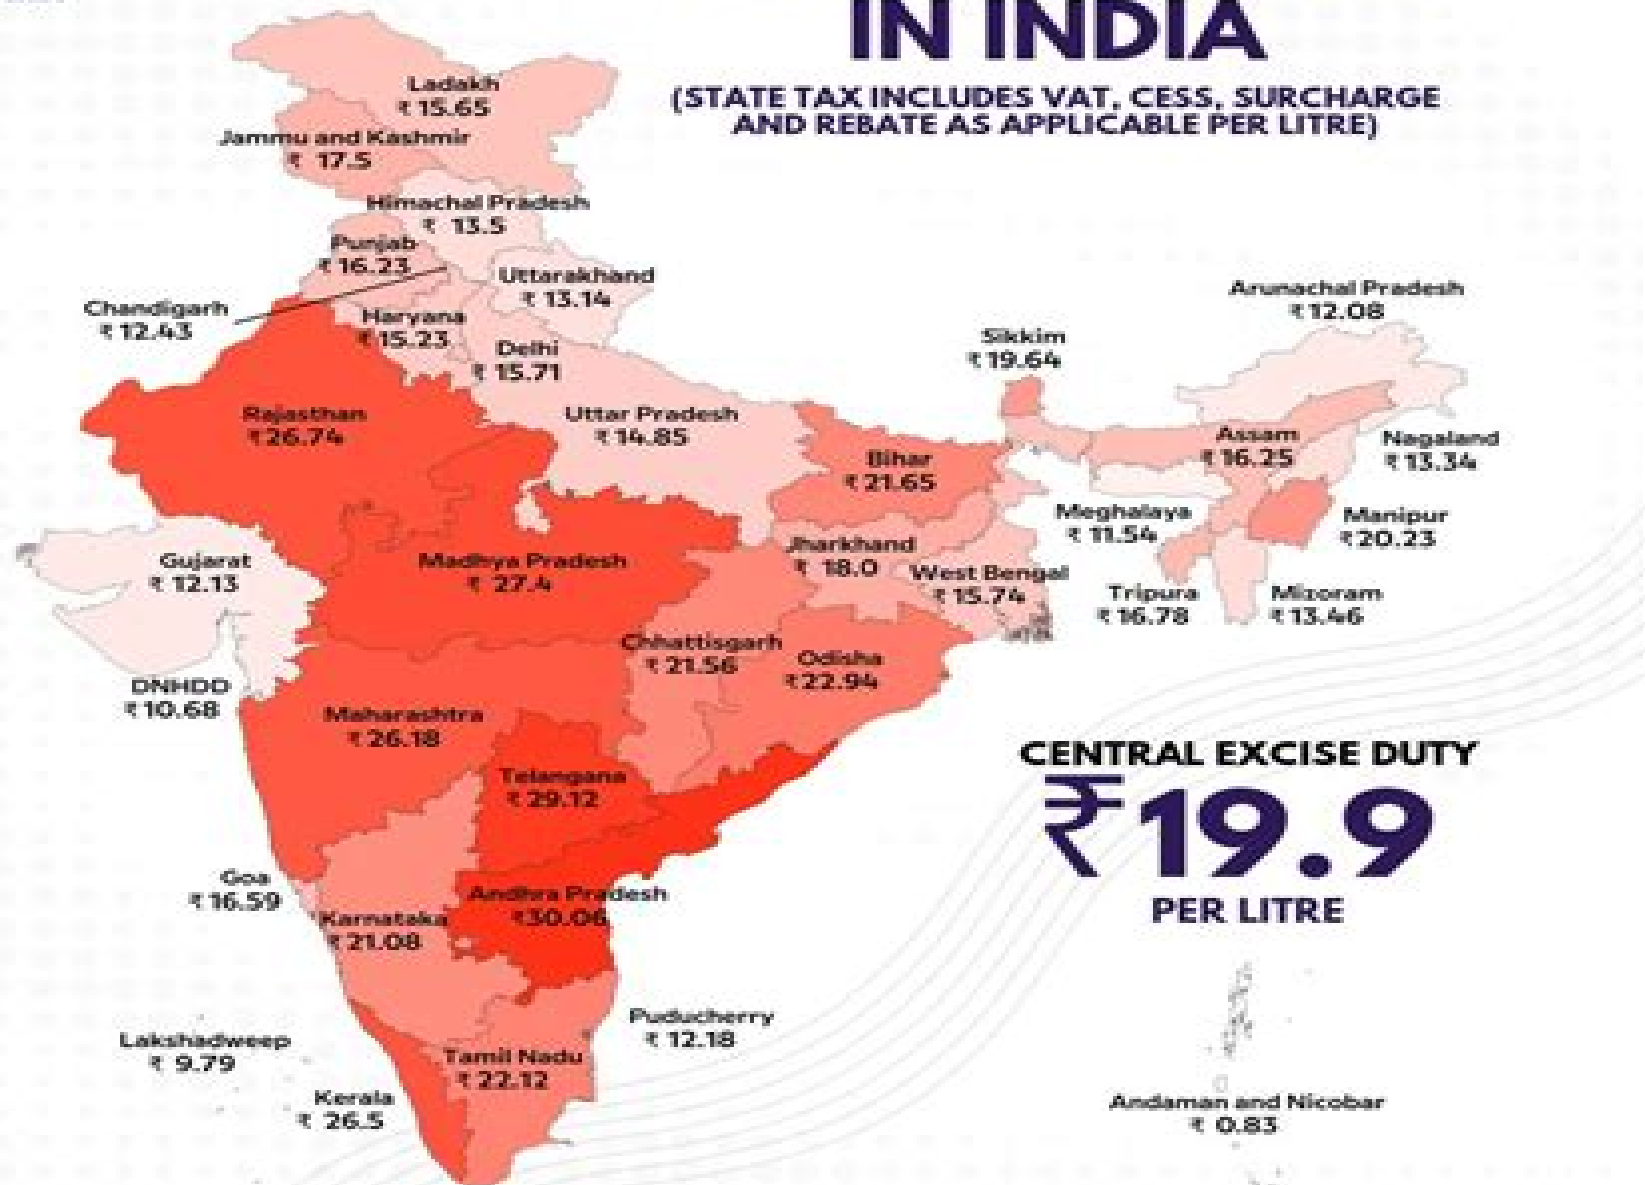 IN INDIA
(STATE TAX INCLUDES VAT, CESS, SURCHARGE
AND REBATE AS APPLICABLE PER LITRE)
Ladakh
₹ 15.65
Jammu and Kashmir
₹ 17.5
Himachal Pradesh
₹ 13.5
Punjab
₹ 16.23
Uttarakhand
₹ 13.14
Chandigarh
₹ 12.43
Haryana
₹ 15.23
Delhi
₹ 15.71
Arunachal Pradesh
₹ 12.08
Sikkim
₹ 19.64
Rajasthan
₹ 26.74
Uttar Pradesh
₹ 14.85
Bihar
₹ 21.65
Assam
₹ 16.25
Nagaland
₹ 13.34
Meghalaya
₹ 11.54
Manipur
₹ 20.23
Gujarat
₹ 12.13
Madhya Pradesh
₹ 27.4
Jharkhand
₹ 18.0
West Bengal
₹ 15.74
Tripura
₹ 16.78
Mizoram
₹ 13.46
Chhattisgarh
₹ 21.56
Odisha
₹ 22.94
DNHDD
₹ 10.68
Maharashtra
₹ 26.18
Telangana
₹ 29.12
CENTRAL EXCISE DUTY
₹19.9
PER LITRE
Goa
₹ 16.59
Andhra Pradesh
₹30.06
Karnataka
₹ 21.08
Puducherry
₹ 12.18
Lakshadweep
₹ 9.79
Tamil Nadu
₹ 22.12
Kerala
₹ 26.5
Andaman and Nicobar
₹ 0.83